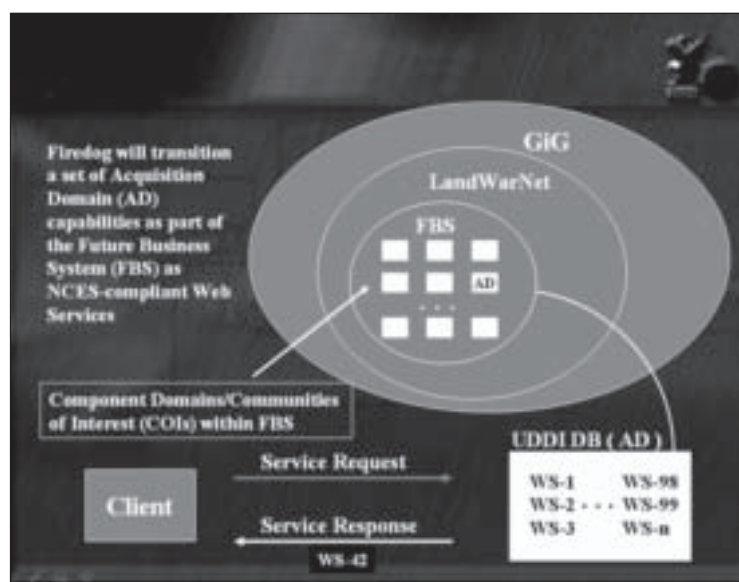 GiG
LandWarNet
FBS
AD
. . .
Firedog will transition
a set of Acquisition
Domain (AD)
capabilities as part of
the Future Business
System (FBS) as
NCES-compliant Web
Services
Component Domains/Communities
of Interest (COIs) within FBS
UDDI DB ( AD )
WS-1 WS-98
WS-2 · · · WS-99
WS-3 WS-n
Client
Service Request
Service Response
WS-42